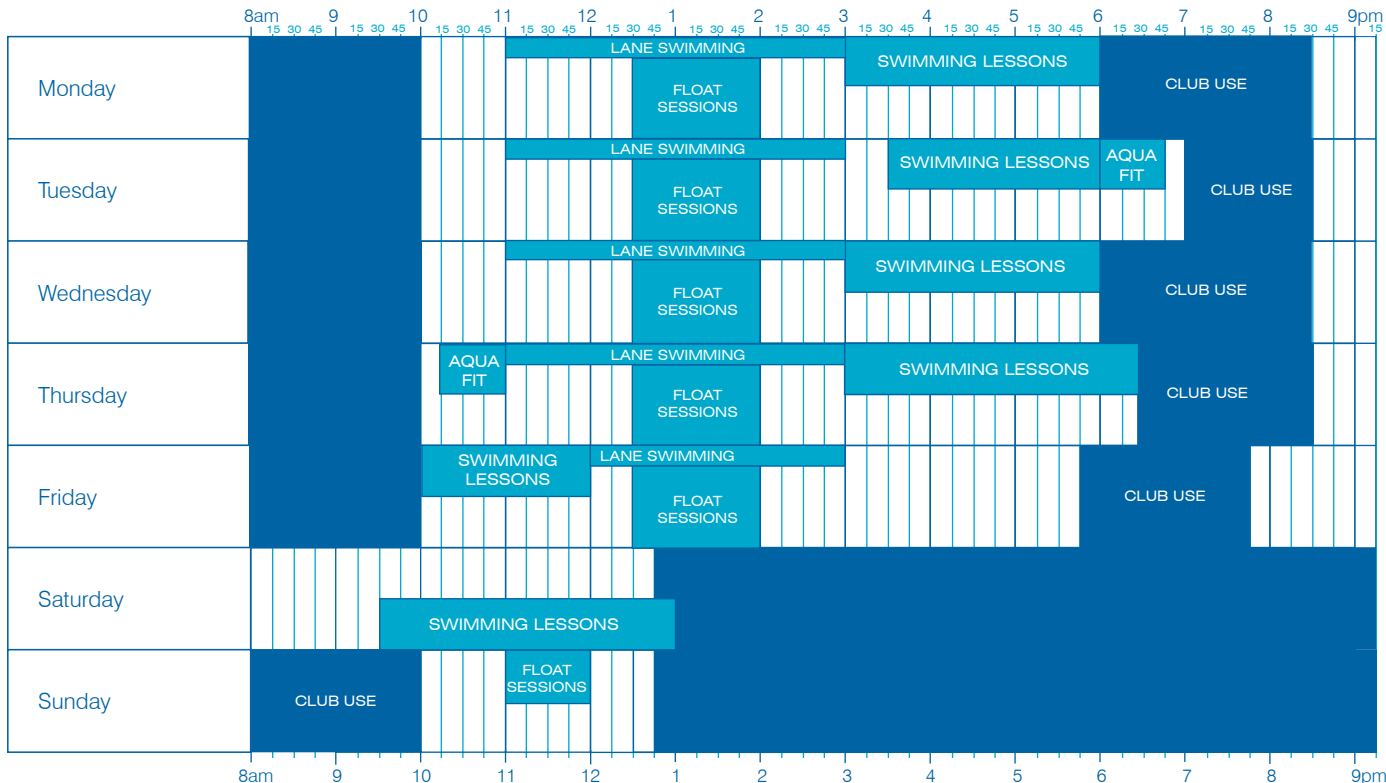 8am 9 10 11 12 1 2 3 4 5 6 7 8 9pm
15 30 45 15 30 45 15 30 45 15 30 45 15 30 45 15 30 45 15 30 45 15 30 45 15 30 45 15 30 45 15 30 45 15 30 45 15 30 45 15
Monday
LANE SWIMMING
FLOAT
SESSIONS
SWIMMING LESSONS
CLUB USE
Tuesday
LANE SWIMMING
FLOAT
SESSIONS
SWIMMING LESSONS
AQUA
FIT
CLUB USE
Wednesday
LANE SWIMMING
FLOAT
SESSIONS
SWIMMING LESSONS
CLUB USE
Thursday
AQUA
FIT
LANE SWIMMING
FLOAT
SESSIONS
SWIMMING LESSONS
CLUB USE
Friday
SWIMMING
LESSONS
LANE SWIMMING
FLOAT
SESSIONS
CLUB USE
Saturday
SWIMMING LESSONS
Sunday
CLUB USE
FLOAT
SESSIONS
8am 9 10 11 12 1 2 3 4 5 6 7 8 9pm